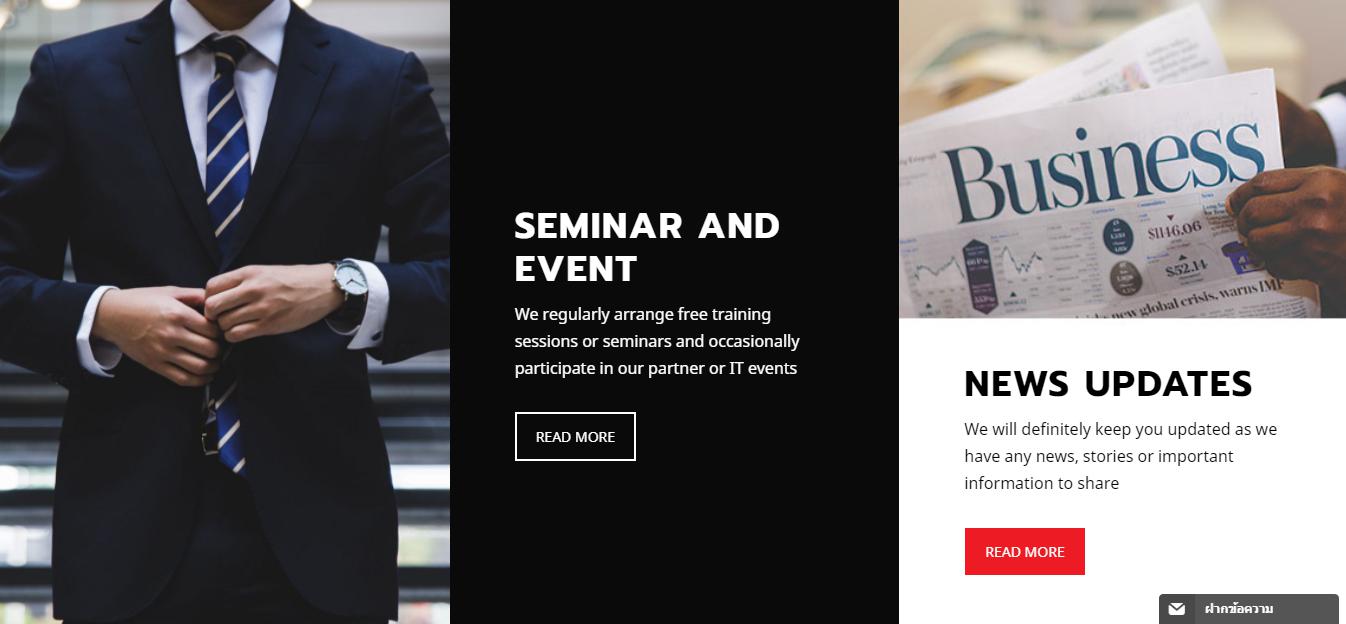 SEMINAR AND
EVENT
We regularly arrange free training
sessions or seminars and occasionally
participate in our partner or IT events
READ MORE
Business
$1146.06
$52.14
new global crisis, warns IMF
NEWS UPDATES
We will definitely keep you updated as we
have any news, stories or important
information to share
READ MORE
ฝากข้อความ